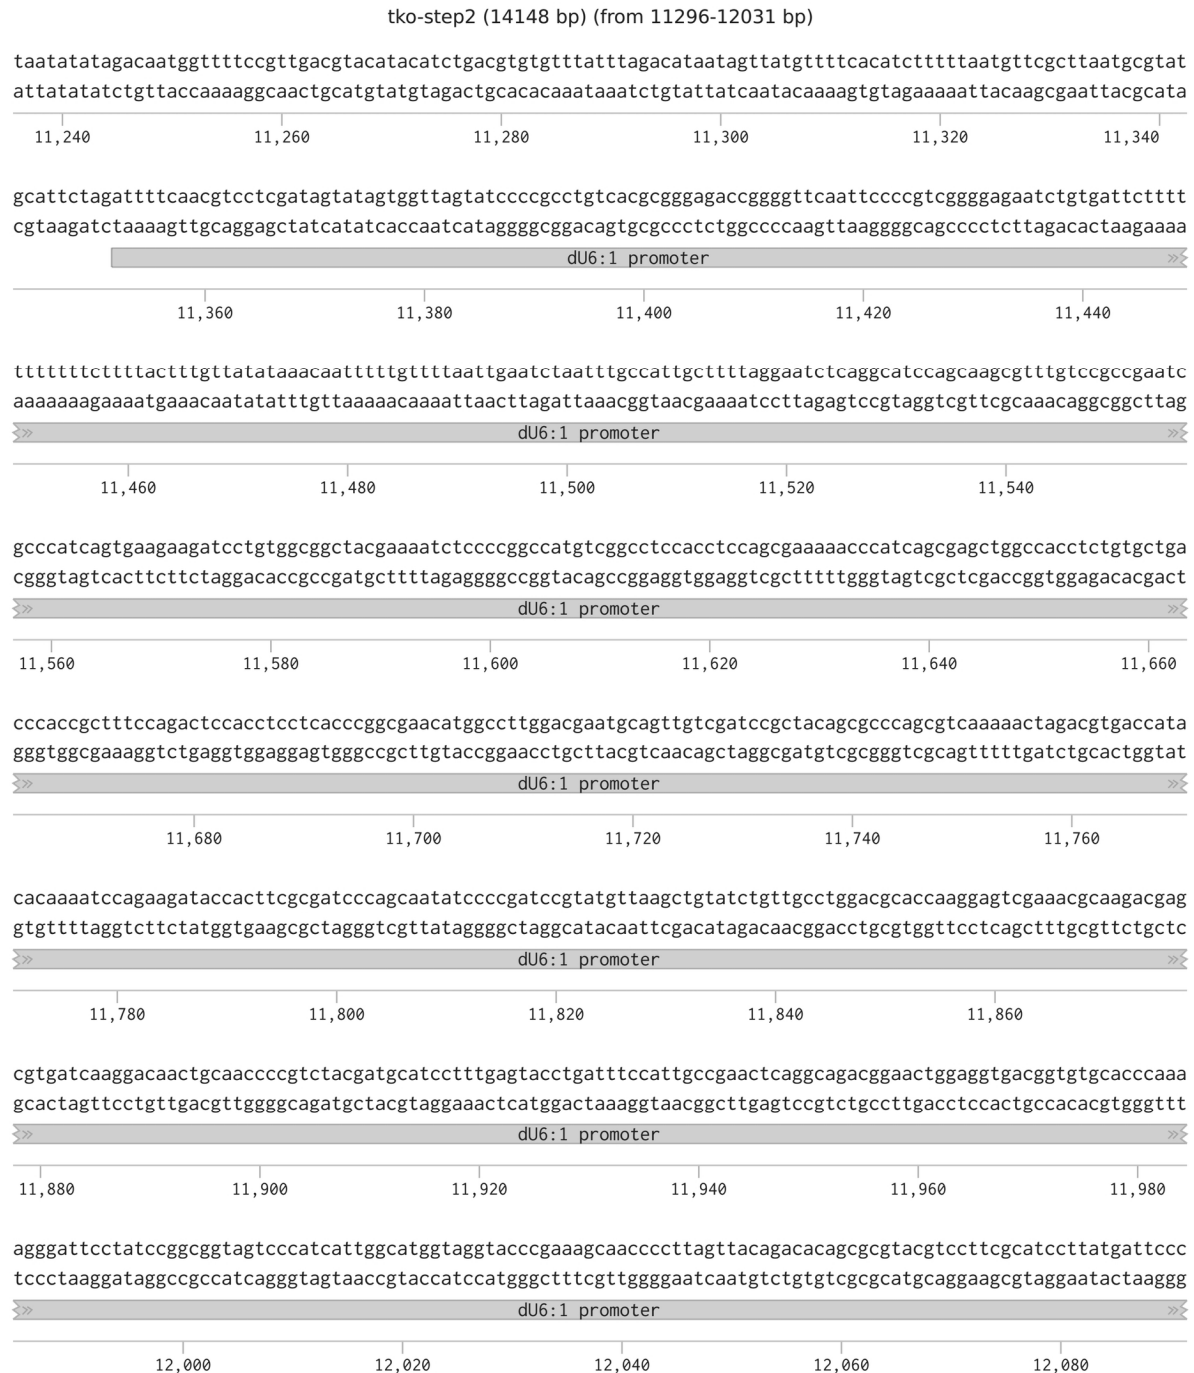 tko-step2 (14148 bp) (from 11296-12031 bp)
taatatatagacaatggttttccgttgacgtacatacatctgacgtgtgtttatttagacataatagttatgttttcacatctttttaatgttcgcttaatgcgtat
attatatatctgttaccaaaaggcaactgcatgtatgtagactgcacacaaataaatctgtattatcaatacaaaagtgtagaaaaattacaagcgaattacgcata
11,240 11,260 11,280 11,300 11,320 11,340
gcattctagattttcaacgtcctcgatagtatagtggttagtatccccgcctgtcacgcgggagaccggggttcaattccccgtcggggagaatctgtgattctttt
cgtaagatctaaaagttgcaggagctatcatatcaccaatcataggggcggacagtgcgccctctggccccaagttaaggggcagcccctcttagacactaagaaaa
dU6:1 promoter
11,360 11,380 11,400 11,420 11,440
tttttttcttttactttgttatataaacaatttttgttttaattgaatctaatttgccattgcttttaggaatctcaggcatccagcaagcgtttgtccgccgaatc
aaaaaaagaaaatgaaacaatatatttgttaaaaacaaaattaacttagattaaacggtaacgaaaatccttagagtccgtaggtcgttcgcaaacaggcggcttag
dU6:1 promoter
11,460 11,480 11,500 11,520 11,540
gcccatcagtgaagaagatcctgtggcggctacgaaaatctccccggccatgtcggcctccacctccagcgaaaaacccatcagcgagctggccacctctgtgctga
cgggtagtcacttcttctaggacaccgccgatgcttttagaggggccggtacagccggaggtggaggtcgctttttgggtagtcgctcgaccggtggagacacgact
dU6:1 promoter
11,560 11,580 11,600 11,620 11,640 11,660
cccaccgctttccagactccacctcctcacccggcgaacatggccttggacgaatgcagttgtcgatccgctacagcgcccagcgtcaaaaactagacgtgaccata
gggtggcgaaaggtctgaggtggaggagtgggccgcttgtaccggaacctgcttacgtcaacagctaggcgatgtcgcgggtcgcagtttttgatctgcactggtat
dU6:1 promoter
11,680 11,700 11,720 11,740 11,760
cacaaaatccagaagataccacttcgcgatcccagcaatatccccgatccgtatgttaagctgtatctgttgcctggacgcaccaaggagtcgaaacgcaagacgag
gtgttttaggtcttctatggtgaagcgctagggtcgttataggggctaggcatacaattcgacatagacaacggacctgcgtggttcctcagctttgcgttctgctc
dU6:1 promoter
11,780 11,800 11,820 11,840 11,860
cgtgatcaaggacaactgcaaccccgtctacgatgcatcctttgagtacctgatttccattgccgaactcaggcagacggaactggaggtgacggtgtgcacccaaa
gcactagttcctgttgacgttggggcagatgctacgtaggaaactcatggactaaaggtaacggcttgagtccgtctgccttgacctccactgccacacgtgggttt
dU6:1 promoter
11,880 11,900 11,920 11,940 11,960 11,980
agggattcctatccggcggtagtcccatcattggcatggtaggtacccgaaagcaaccccttagttacagacacagcgcgtacgtccttcgcatccttatgattccc
tccctaaggataggccgccatcagggtagtaaccgtaccatccatgggctttcgttggggaatcaatgtctgtgtcgcgcatgcaggaagcgtaggaatactaaggg
dU6:1 promoter
12,000 12,020 12,040 12,060 12,080